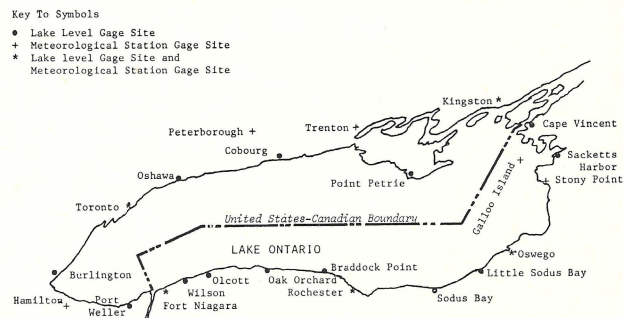 Key To Symbols
● Lake Level Gage Site
+ Meteorological Station Gage Site
* Lake level Gage Site and
Meteorological Station Gage Site
Kingston
Cape Vincent
Peterborough
Trenton
Cobourg
Sacketts
Harbor
Oshawa
Point Petrie
Galloo Island
Stony Point
Toronto
United States-Canadian Boundary
LAKE ONTARIO
Oswego
Burlington
Braddock Point
Little Sodus Bay
Olcott
Oak Orchard
Hamilton
Port
Weller
Wilson
Rochester
Sodus Bay
Fort Niagara